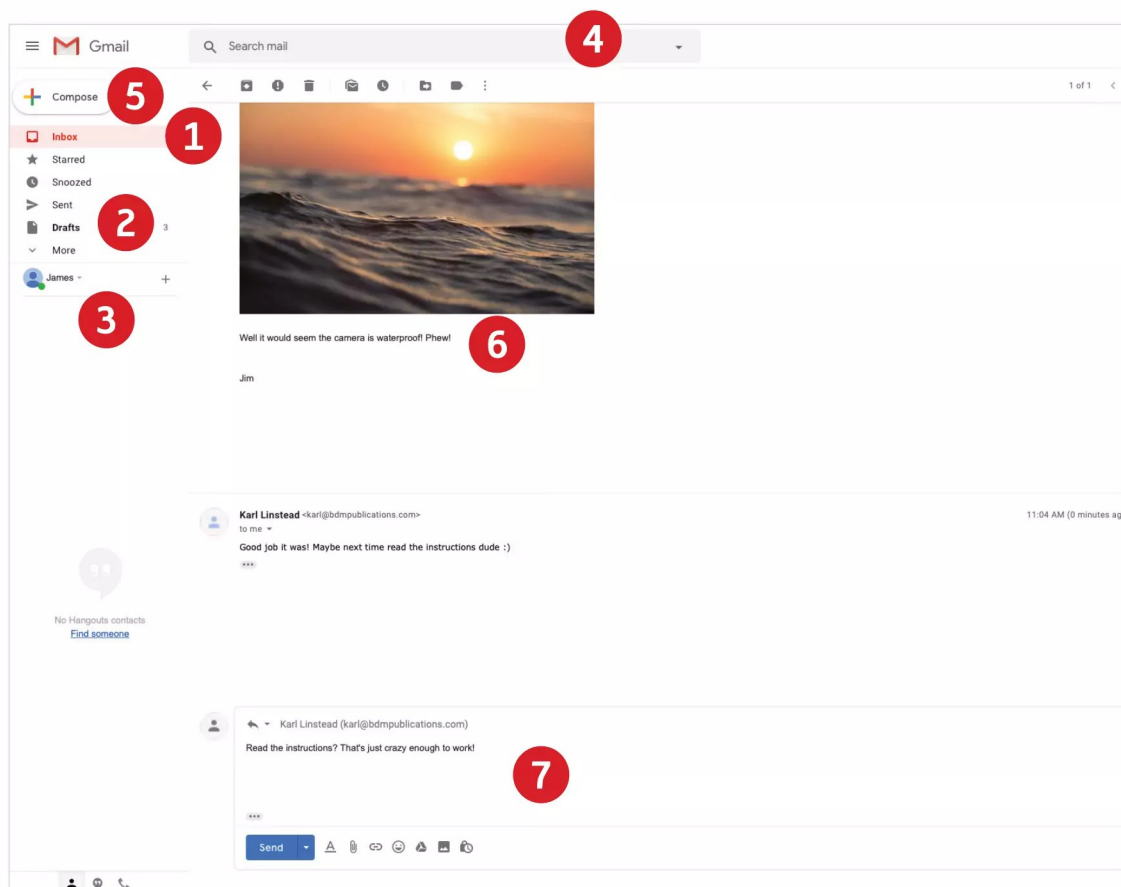 Gmail
Search mail
4
Compose
5
1 of 1
Inbox
1
Starred
Snoozed
Sent
Drafts
2
3
More
James
3
Well it would seem the camera is waterproof! Phew!
6
Jim
Karl Linstead <karl@bdmpublications.com>
11:04 AM (0 minutes ag
to me
Good job it was! Maybe next time read the instructions dude :)
No Hangouts contacts
Find someone
Karl Linstead (karl@bdmpublications.com)
Read the instructions? That's just crazy enough to work!
7
Send